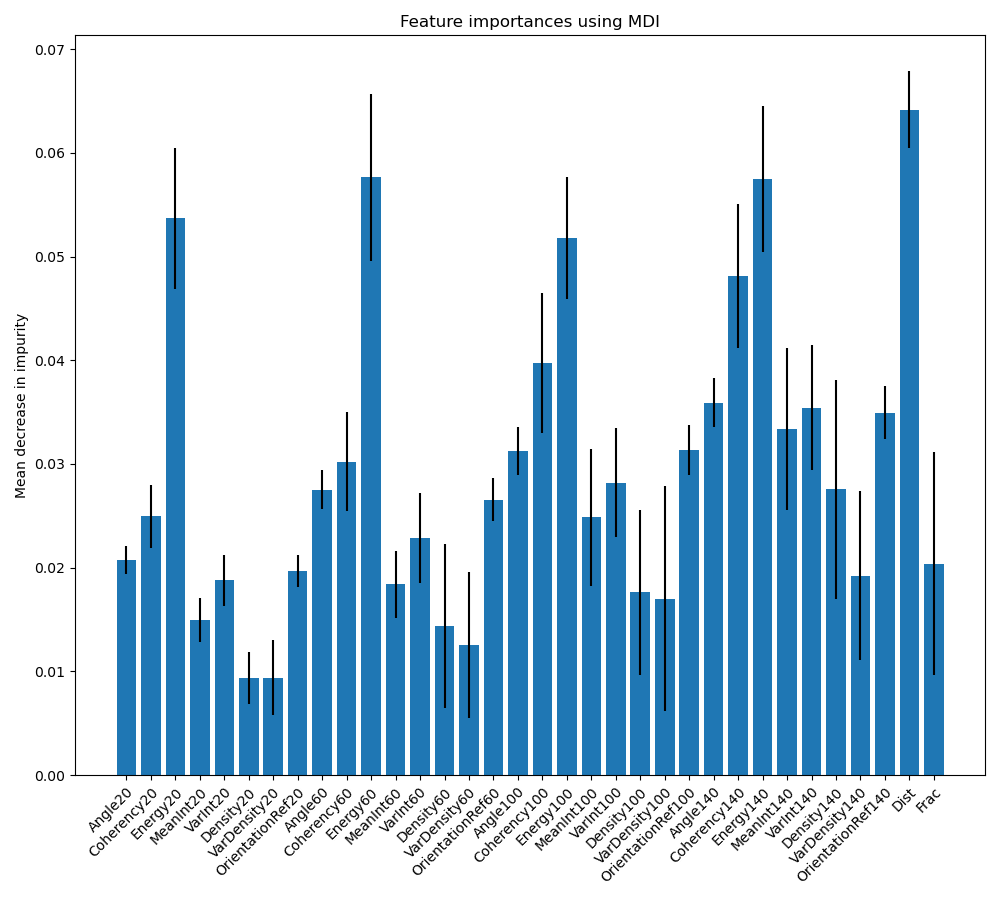 Feature importances using MDI
Mean decrease in impurity
0.07
0.06
0.05
0.04
0.03
0.02
0.01
0.00
Angle20
Coherency20
Energy20
MeanInt20
VarInt20
Density20
VarDensity20
OrientationRef20
Angle60
Coherency60
Energy60
MeanInt60
VarInt60
Density60
VarDensity60
OrientationRef60
Angle100
Coherency100
Energy100
MeanInt100
VarInt100
Density100
VarDensity100
OrientationRef100
Angle140
Coherency140
Energy140
MeanInt140
VarInt140
Density140
VarDensity140
OrientationRef140
Dist
Frac